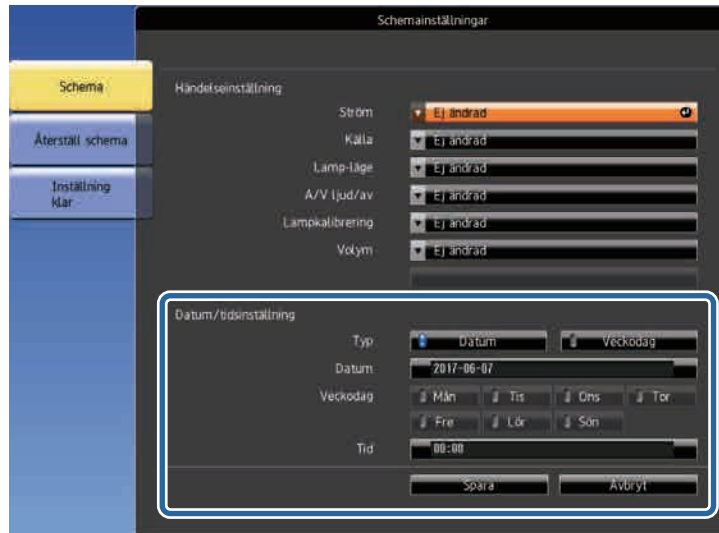 Schemainställningar
Schema
Återställ schema
Inställning
klar
Händelseinställning
Ström Ej ändrad
Källa Ej ändrad
Lamp-läge Ej ändrad
A/V ljud/av Ej ändrad
Lampkalibrering Ej ändrad
Volym Ej ändrad
Datum/tidsinställning
Typ Datum Veckodag
Datum 2017-06-07
Veckodag Mån Tis Ons Tor
Fre Lör Sön
Tid 00:00
Spara Avbryt